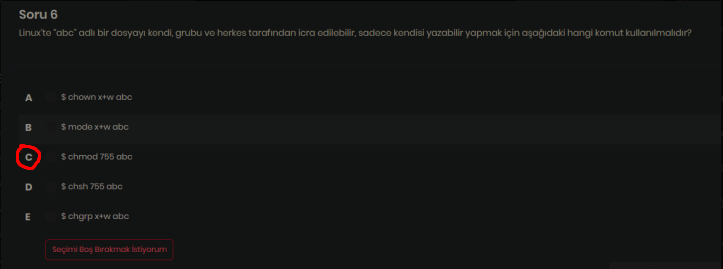 Soru 6
Linux'te "abc" adlı bir dosyayı kendi, grubu ve herkes tarafından icra edilebilir, sadece kendisi yazabilir yapmak için aşağıdaki hangi komut kullanılmalıdır?
A $ chown x+w abc
B $ mode x+w abc
C $ chmod 755 abc
D $ chsh 755 abc
E $ chgrp x+w abc
Seçimi Boş Bırakmak İstiyorum